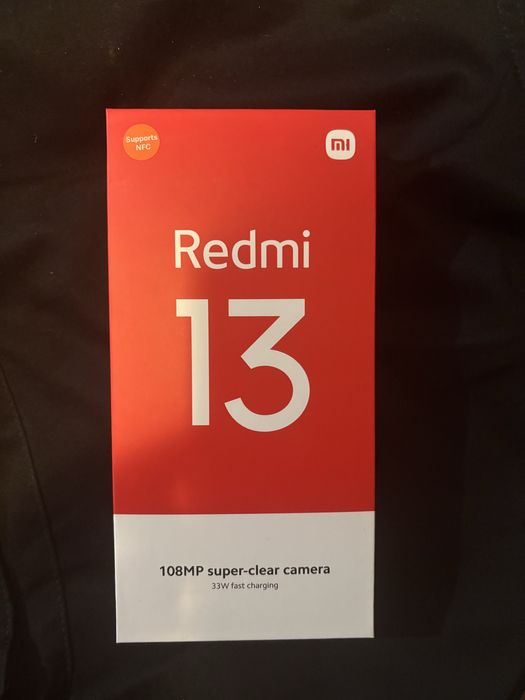 Supports
NFC
mi
Redmi
13
108MP super-clear camera
33W fast charging